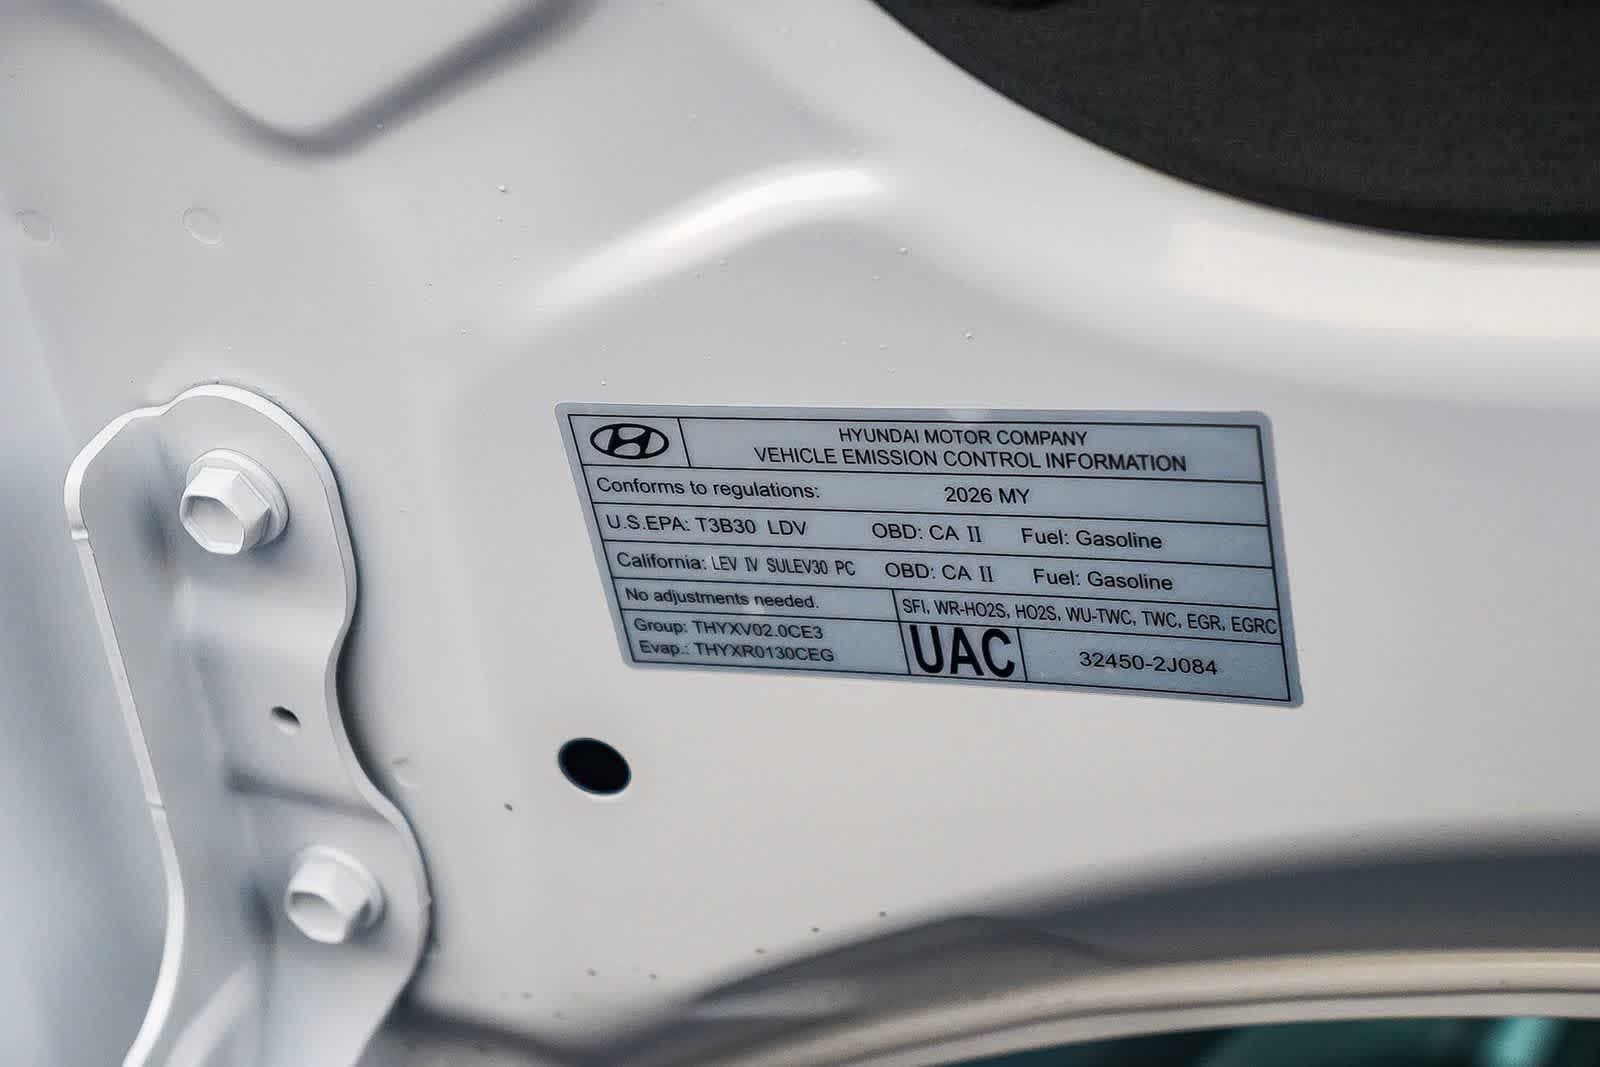 HYUNDAI MOTOR COMPANY
VEHICLE EMISSION CONTROL INFORMATION
Conforms to regulations: 2026 MY
U.S.EPA: T3B30 LDV OBD: CA II Fuel: Gasoline
California: LEV IV SULEV30 PC OBD: CA II Fuel: Gasoline
No adjustments needed. SFI, WR-HO2S, HO2S, WU-TWC, TWC, EGR, EGRC
Group: THYXV02.0CE3
Evap.: THYXR0130CEG
UAC 32450-2J084